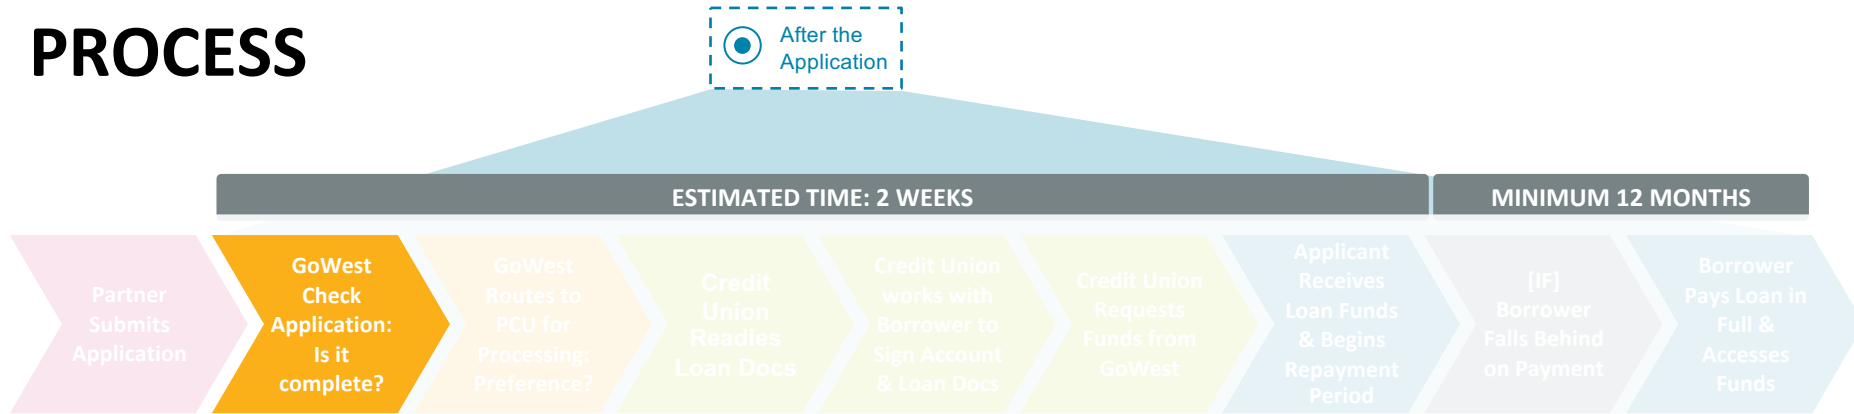 PROCESS
After the
Application
ESTIMATED TIME: 2 WEEKS
MINIMUM 12 MONTHS
Partner
Submits
Application
GoWest
Check
Application:
Is it
complete?
GoWest
Routes to
PCU for
Processing:
Preference?
Credit
Union
Readies
Loan Docs
Credit Union
works with
Borrower to
Sign Account
& Loan Docs
Credit Union
Requests
Funds from
GoWest
Applicant
Receives
Loan Funds
& Begins
Repayment
Period
[IF]
Borrower
Falls Behind
on Payment
Borrower
Pays Loan in
Full &
Accesses
Funds